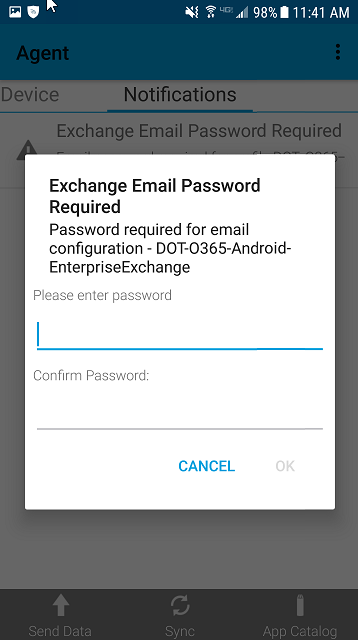 98% 11:41 AM
Agent
Device Notifications
Exchange Email Password Required
Exchange Email Password
Required
Password required for email
configuration - DOT-O365-Android-
EnterpriseExchange
Please enter password
Confirm Password:
CANCEL OK
Send Data Sync App Catalog